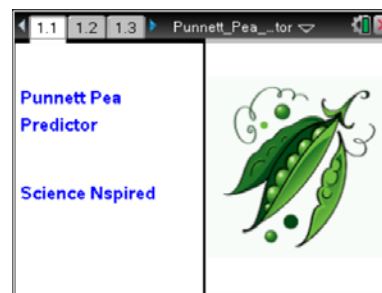 1.1 1.2 1.3 Punnett_Pea_...tor
Punnett Pea
Predictor
Science Nspired